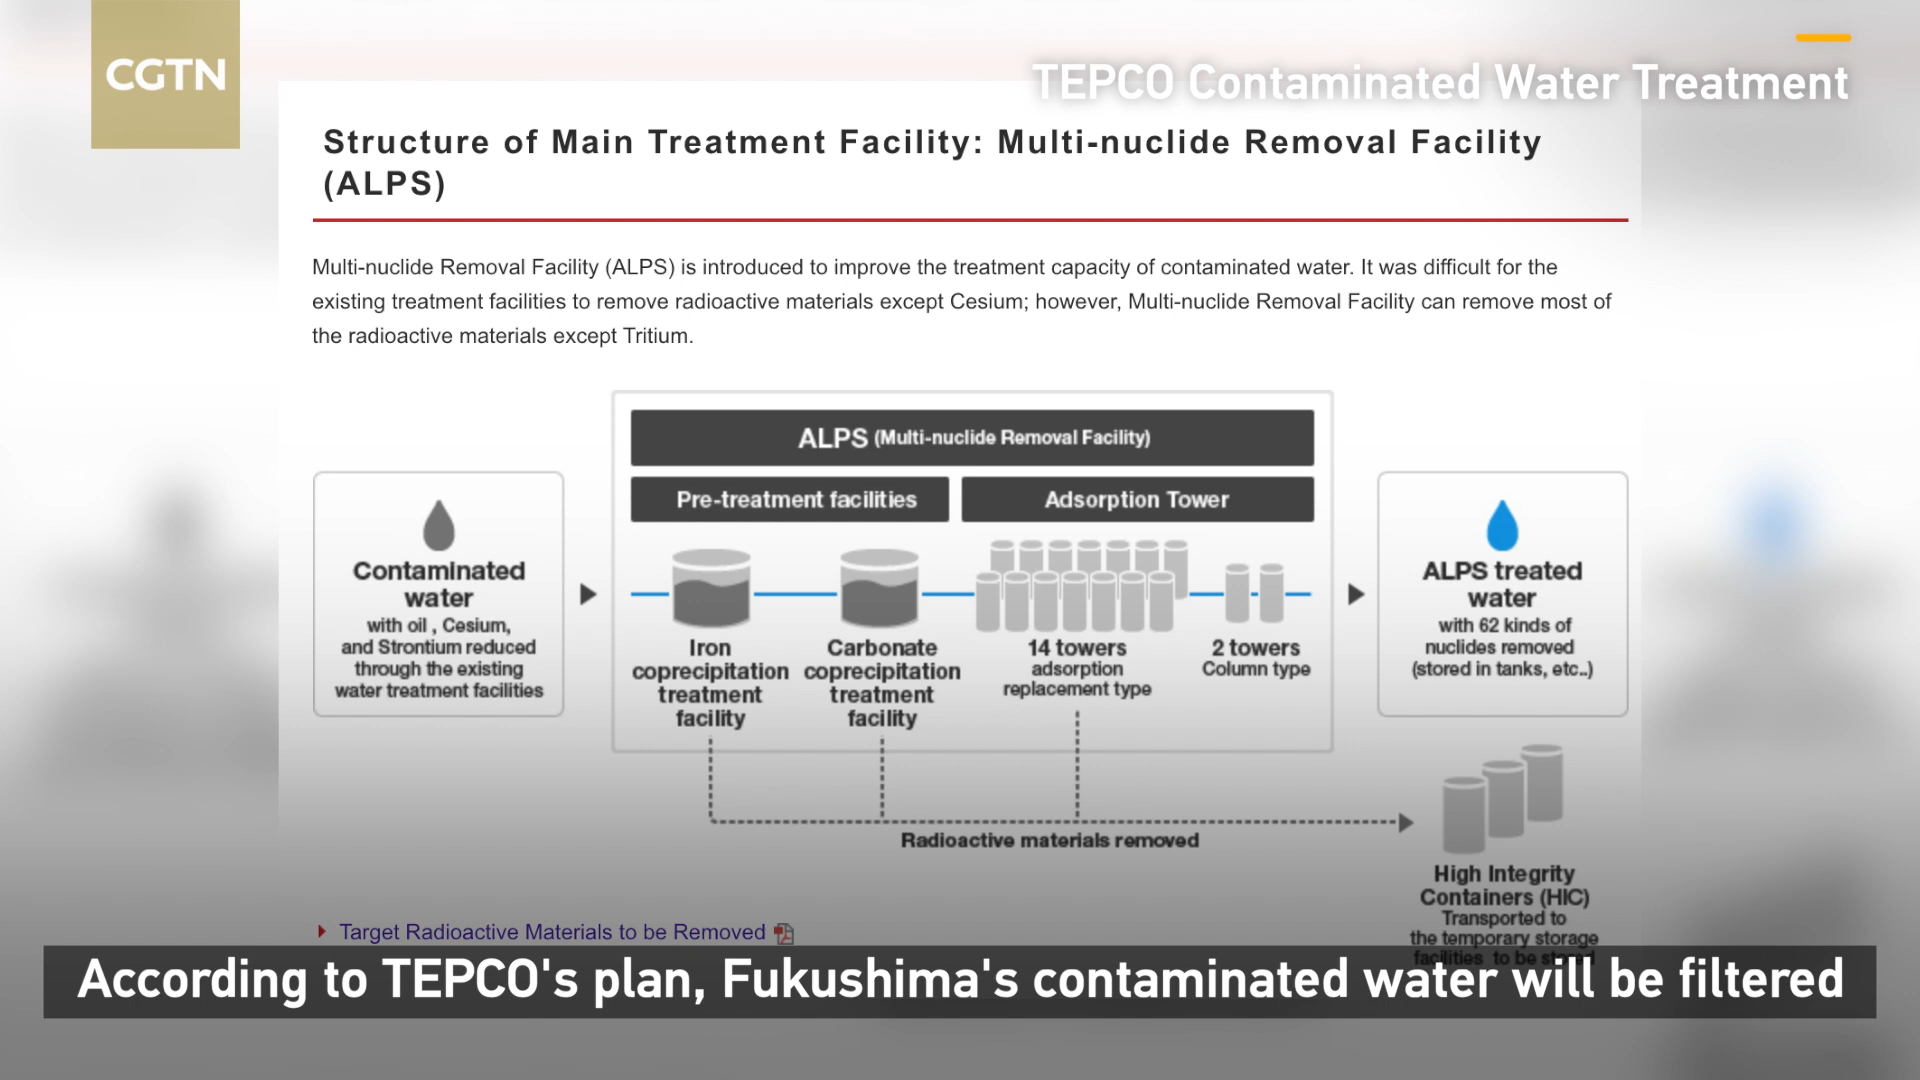 CGTN
TEPCO Contaminated Water Treatment
Structure of Main Treatment Facility: Multi-nuclide Removal Facility
(ALPS)
Multi-nuclide Removal Facility (ALPS) is introduced to improve the treatment capacity of contaminated water. It was difficult for the
existing treatment facilities to remove radioactive materials except Cesium; however, Multi-nuclide Removal Facility can remove most of
the radioactive materials except Tritium.
ALPS (Multi-nuclide Removal Facility)
Pre-treatment facilities
Adsorption Tower
Contaminated
water
with oil , Cesium,
and Strontium reduced
through the existing
water treatment facilities
Iron
coprecipitation
treatment
facility
Carbonate
coprecipitation
treatment
facility
14 towers
adsorption
replacement type
2 towers
Column type
ALPS treated
water
with 62 kinds of
nuclides removed
(stored in tanks, etc..)
Radioactive materials removed
High Integrity
Containers (HIC)
Transported to
the temporary storage
facilities to be stored
Target Radioactive Materials to be Removed
According to TEPCO's plan, Fukushima's contaminated water will be filtered